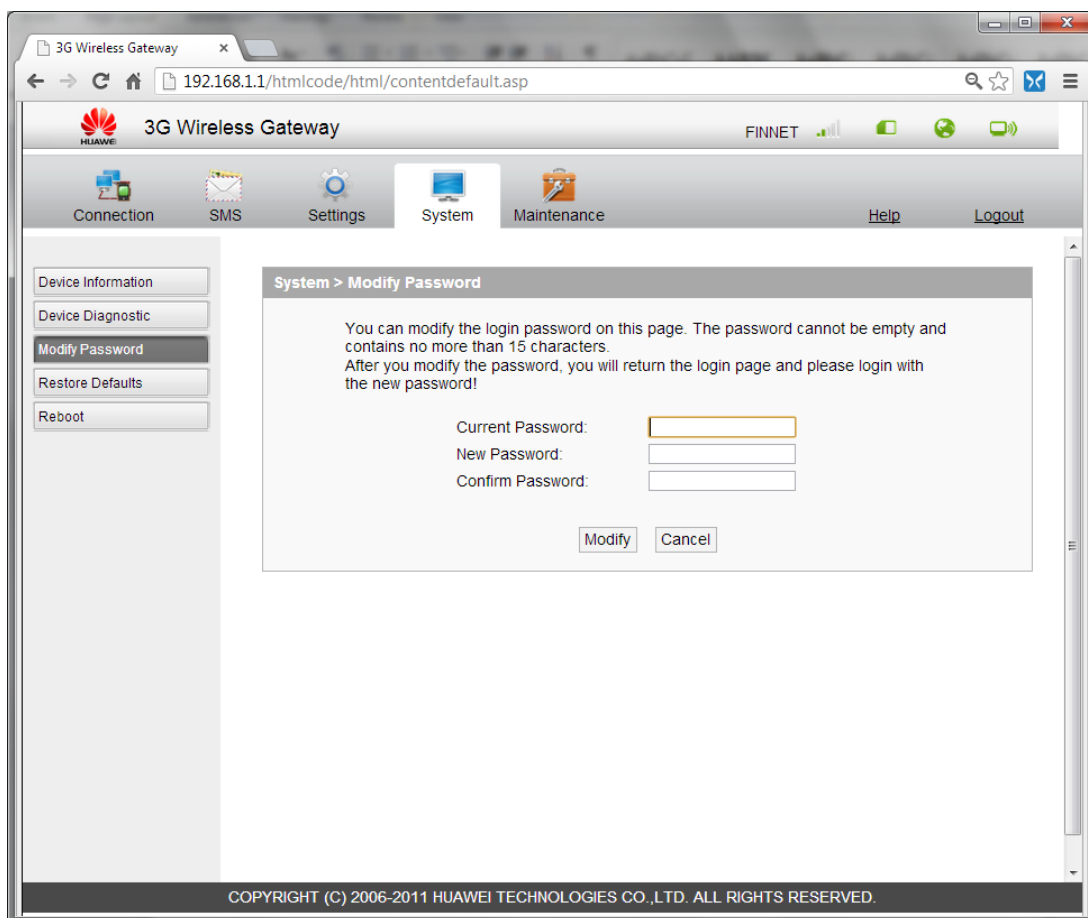 3G Wireless Gateway
192.168.1.1/htmlcode/html/contentdefault.asp
HUAWEI
3G Wireless Gateway
FINNET
Connection
SMS
Settings
System
Maintenance
Help
Logout
Device Information
Device Diagnostic
Modify Password
Restore Defaults
Reboot
System > Modify Password
You can modify the login password on this page. The password cannot be empty and
contains no more than 15 characters.
After you modify the password, you will return the login page and please login with
the new password!
Current Password:
New Password:
Confirm Password:
Modify
Cancel
COPYRIGHT (C) 2006-2011 HUAWEI TECHNOLOGIES CO.,LTD. ALL RIGHTS RESERVED.